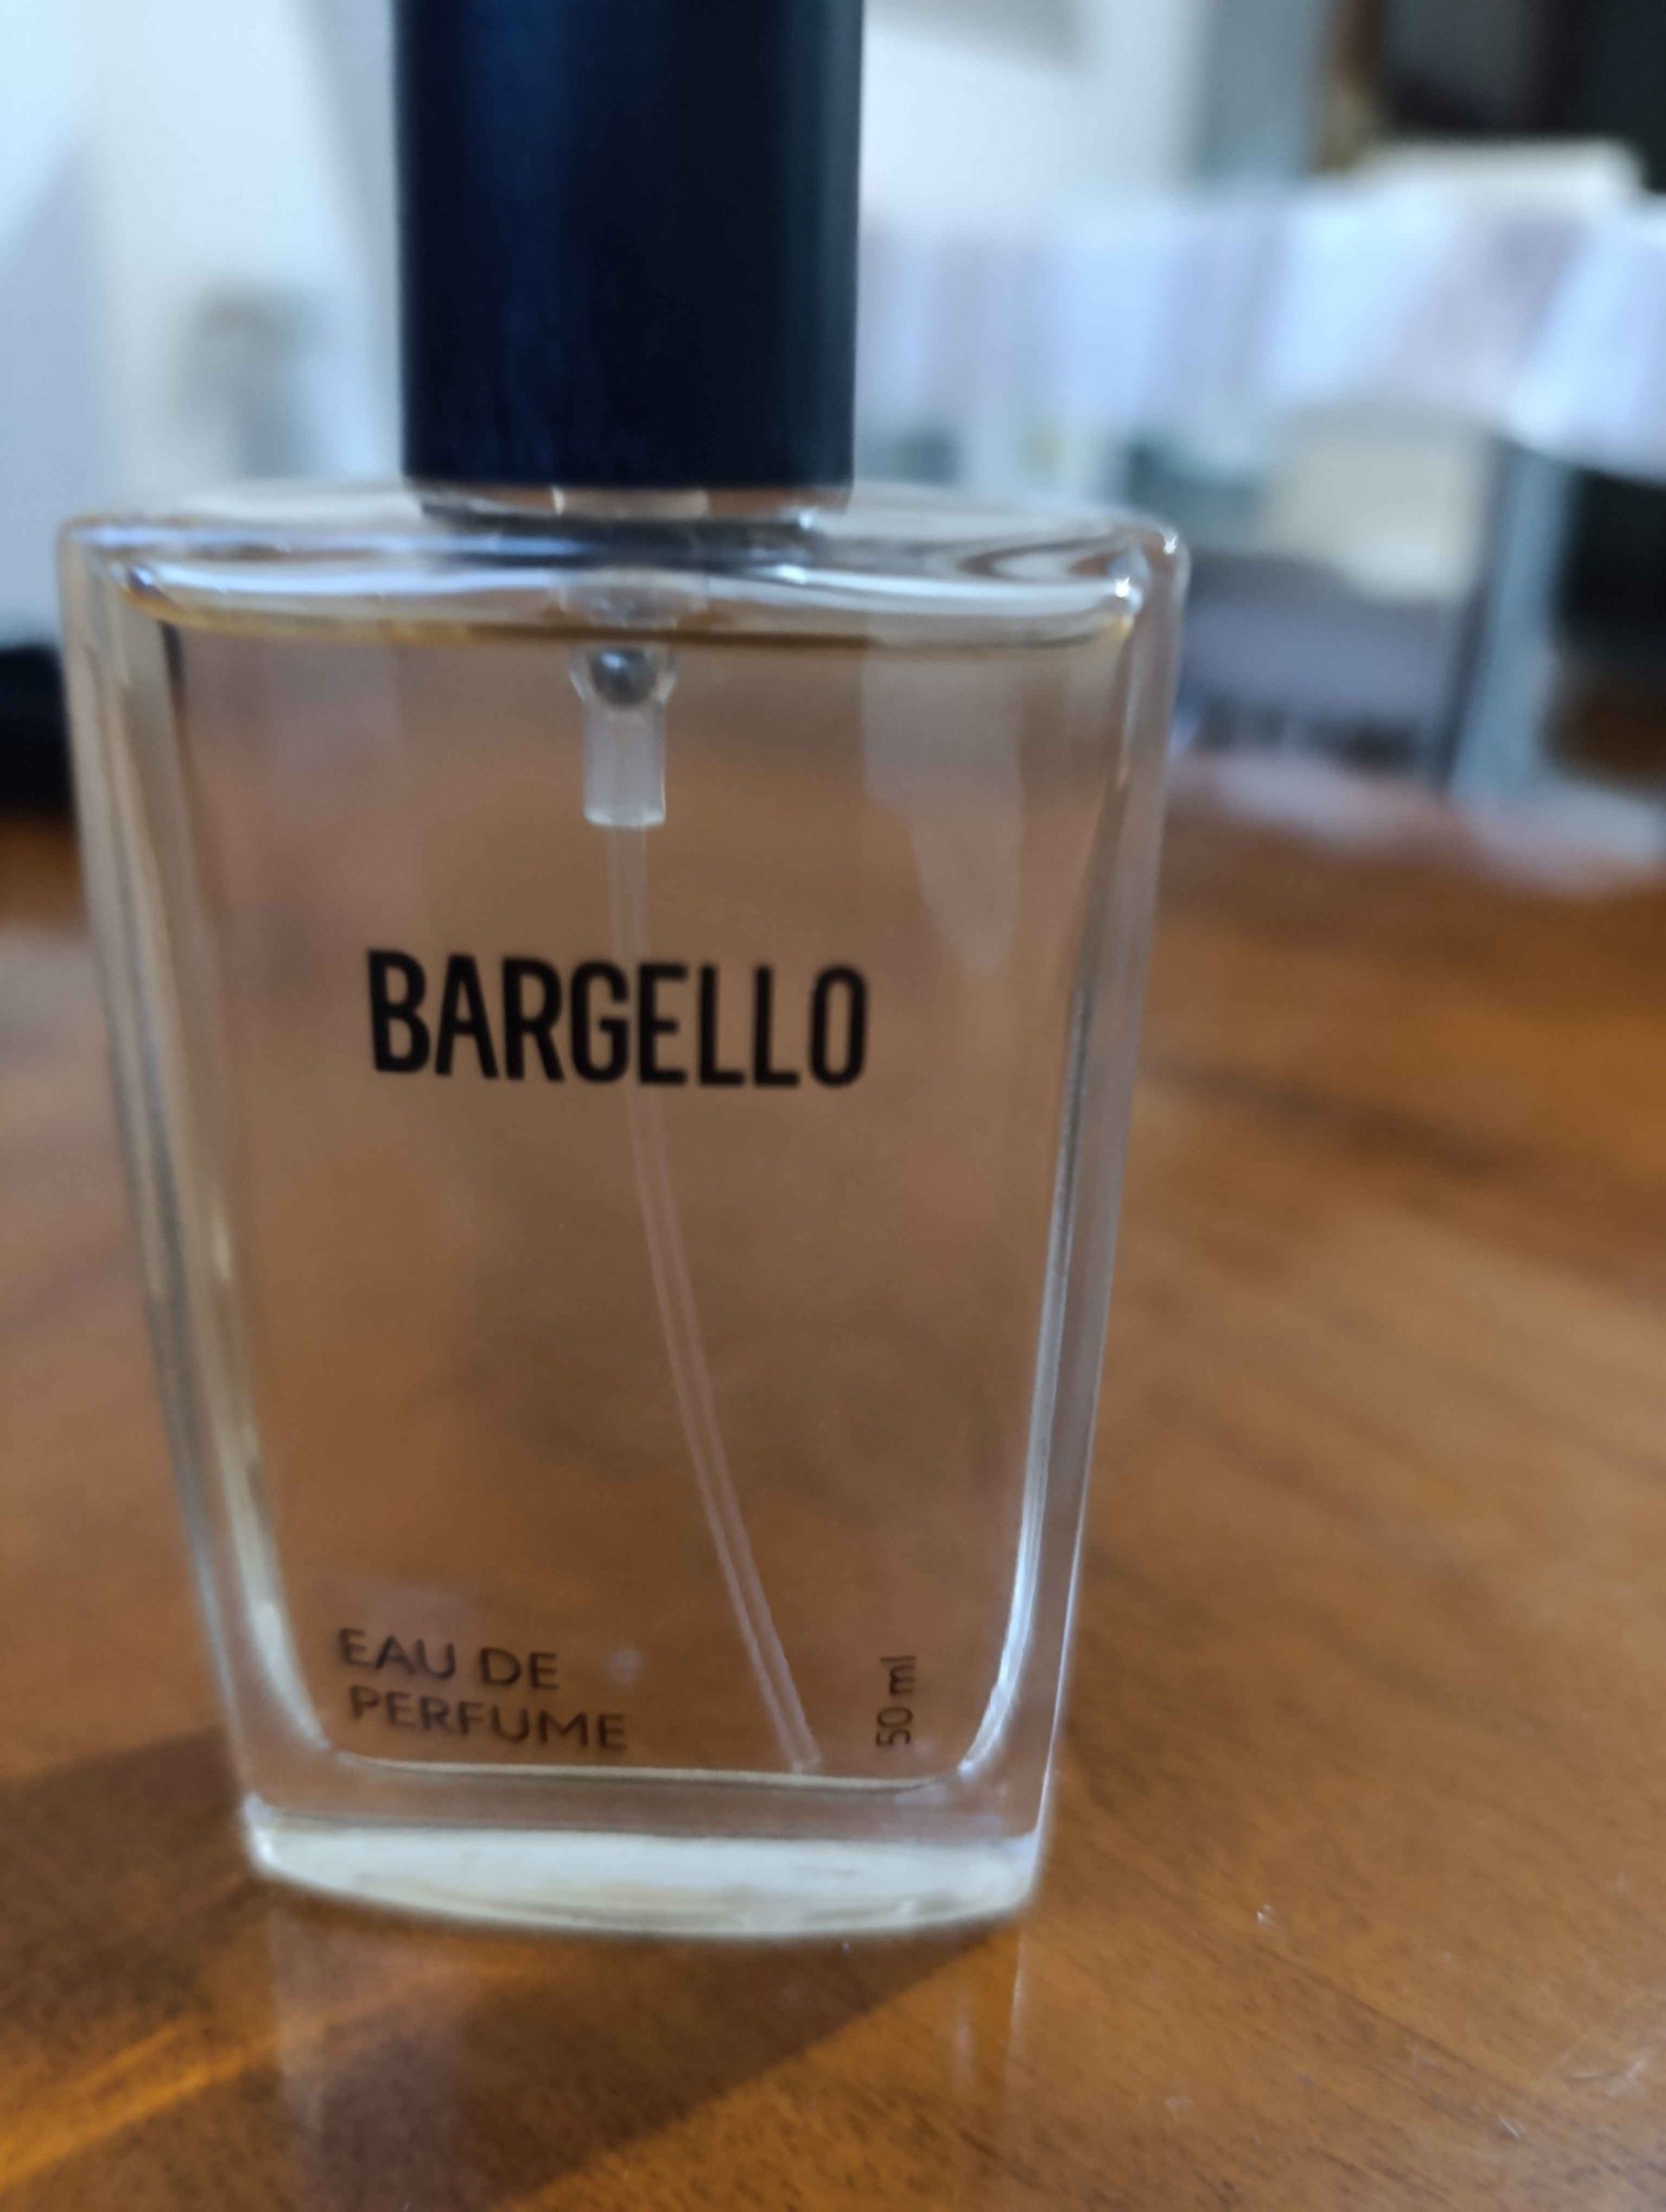 BARGELLO
EAU DE
PERFUME
50 ml